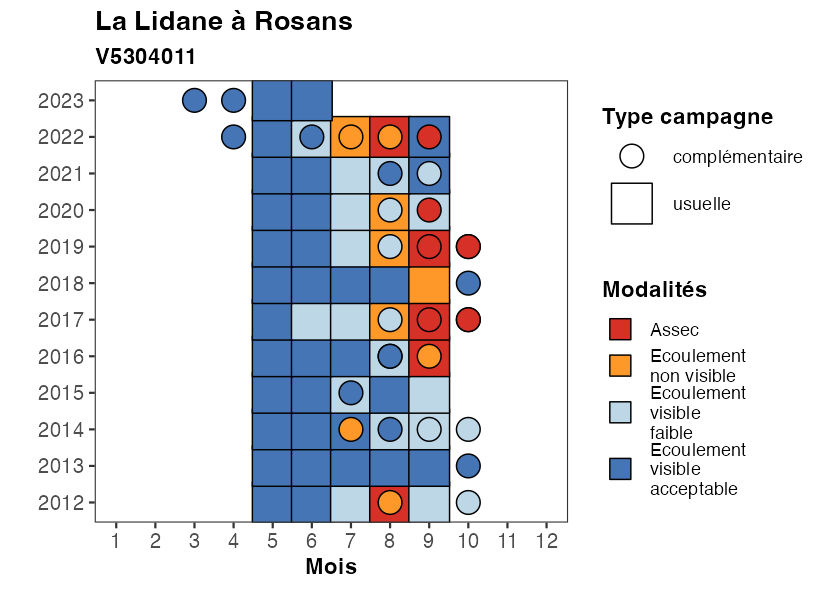 La Lidane à Rosans
V5304011
2023
2022
2021
2020
2019
2018
2017
2016
2015
2014
2013
2012
1 2 3 4 5 6 7 8 9 10 11 12
Mois
Type campagne
complémentaire
usuelle
Modalités
Assec
Ecoulement
non visible
Ecoulement
visible
faible
Ecoulement
visible
acceptable